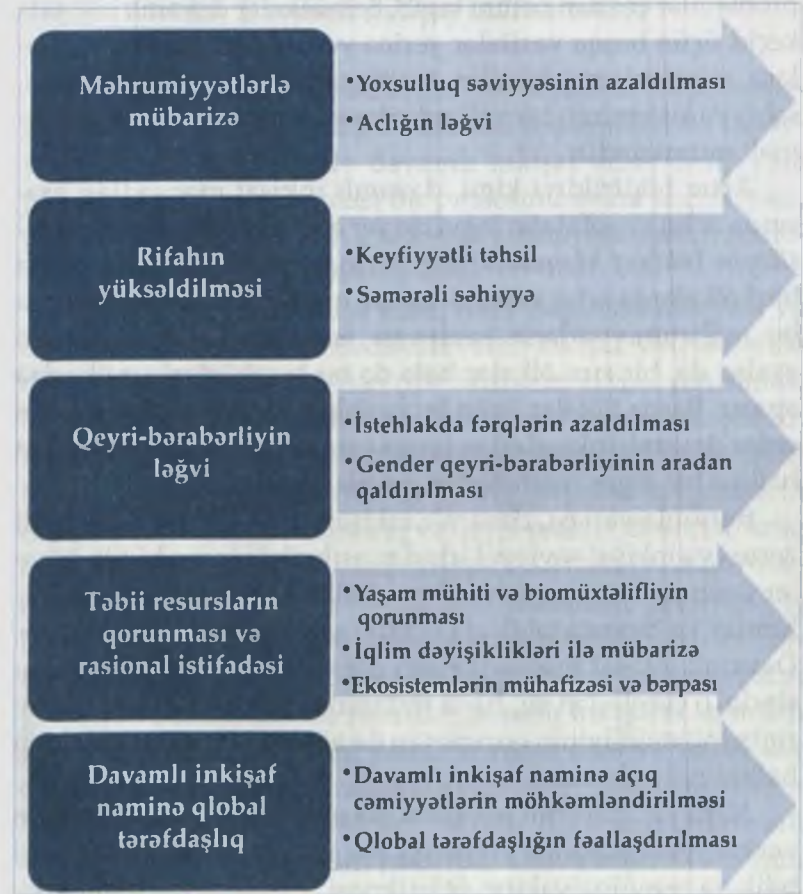 Məhrumiyyətlərlə
mübarizə
•Yoxsulluq səviyyəsinin azaldılması
•Aclığın ləğvi
Rifahın
yüksəldilməsi
•Keyfiyyətli təhsil
•Səmərəli səhiyyə
Qeyri-bərabərliyin
ləğvi
•İstehlakda fərqlərin azaldılması
•Gender qeyri-bərabərliyinin aradan
qaldırılması
Təbii resursların
qorunması və
rasional istifadəsi
•Yaşam mühiti və biomüxtəlifliyin
qorunması
•İqlim dəyişiklikləri ilə mübarizə
•Ekosistemlərin mühafizəsi və bərpası
Davamlı inkişaf
naminə qlobal
tərəfdaşlıq
•Davamlı inkişaf naminə açıq
cəmiyyətlərin möhkəmləndirilməsi
•Qlobal tərəfdaşlığın fəallaşdırılması